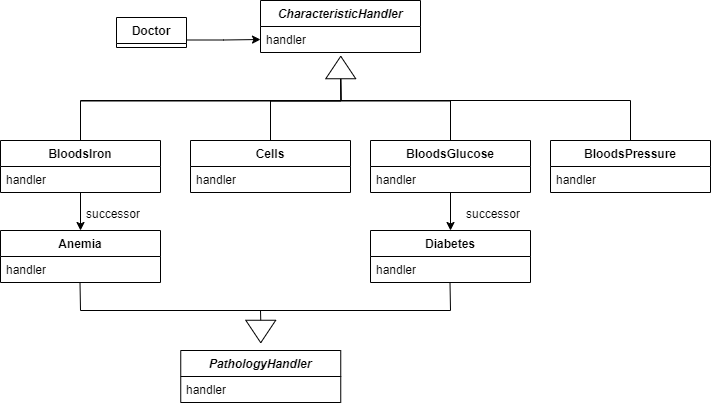 CharacteristicHandler
Doctor
handler
BloodsIron
Cells
BloodsGlucose
BloodsPressure
handler
handler
handler
handler
successor
successor
Anemia
Diabetes
handler
handler
PathologyHandler
handler